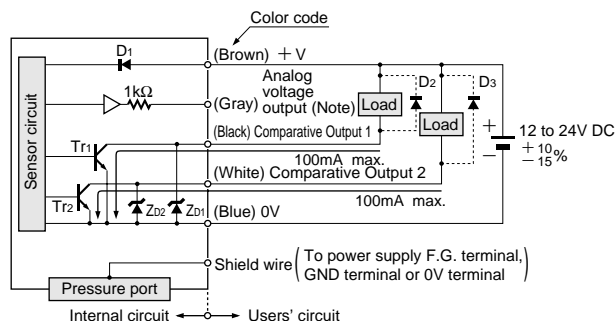 Color code
D1
(Brown) +V
1kΩ
(Gray)
Analog
voltage
output (Note)
D2
D3
Load
Load
Sensor circuit
(Black) Comparative Output 1
Tr1
100mA max.
12 to 24V DC
+
−
+10
−15 %
(White) Comparative Output 2
100mA max.
Tr2
ZD2
ZD1
(Blue) 0V
Shield wire ( To power supply F.G. terminal,
GND terminal or 0V terminal )
Pressure port
Internal circuit
Users' circuit